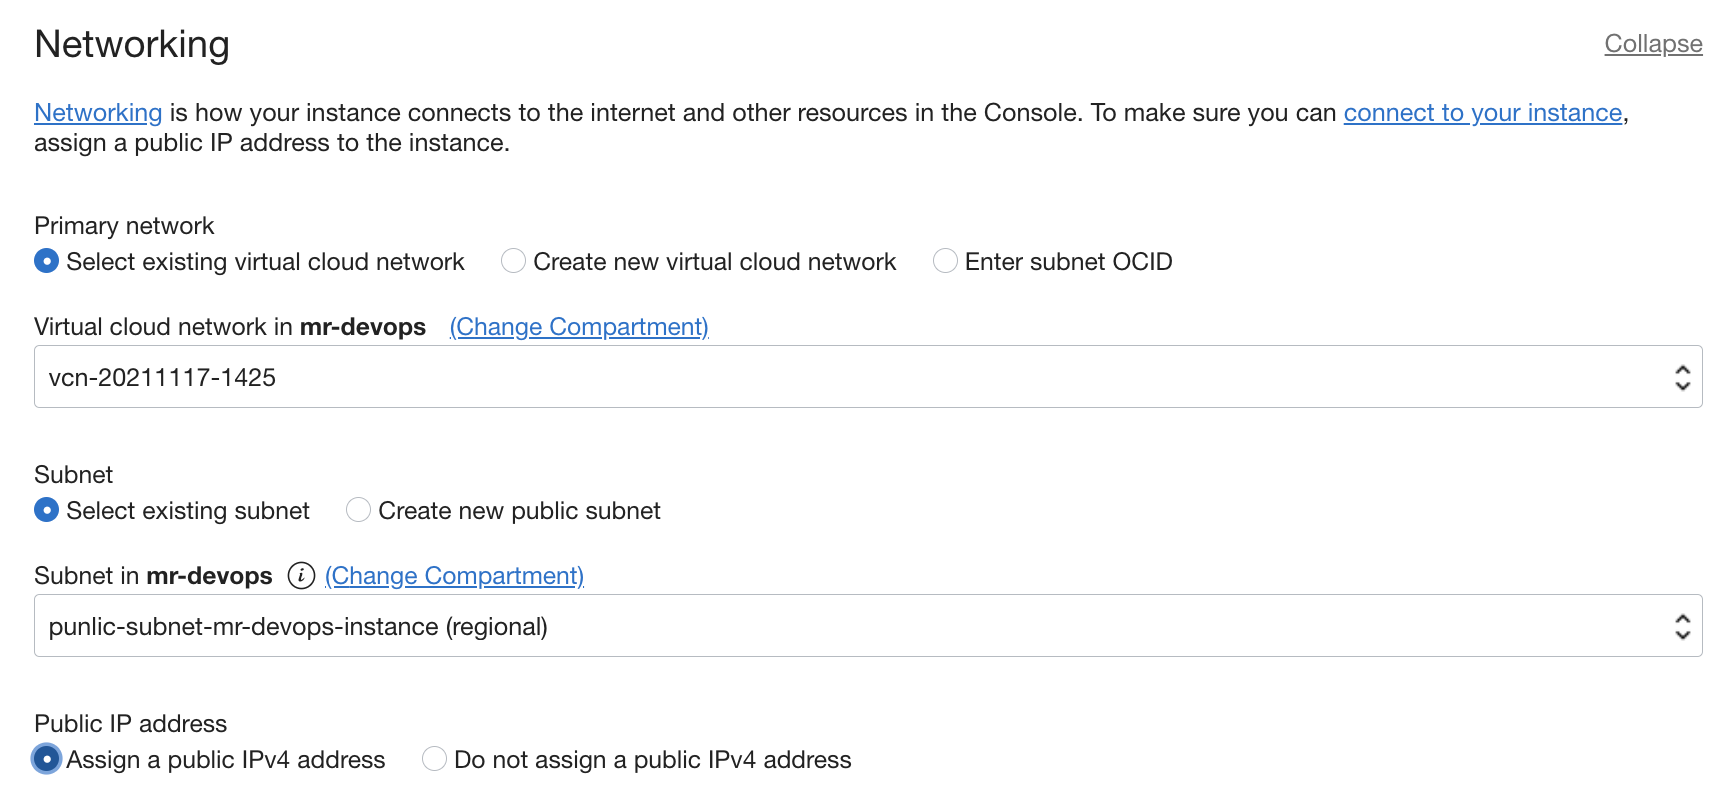 Networking
Collapse
Networking is how your instance connects to the internet and other resources in the Console. To make sure you can connect to your instance,
assign a public IP address to the instance.
Primary network
Select existing virtual cloud network Create new virtual cloud network Enter subnet OCID
Virtual cloud network in mr-devops (Change Compartment)
vcn-20211117-1425
Subnet
Select existing subnet Create new public subnet
Subnet in mr-devops i (Change Compartment)
punlic-subnet-mr-devops-instance (regional)
Public IP address
Assign a public IPv4 address Do not assign a public IPv4 address